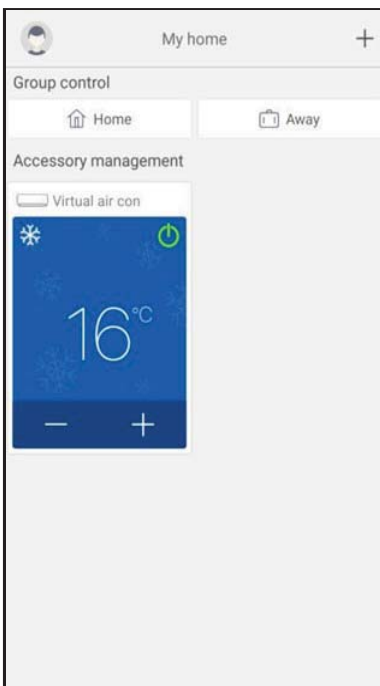 My home
+
Group control
Home
Away
Accessory management
Virtual air con
16°C
− +